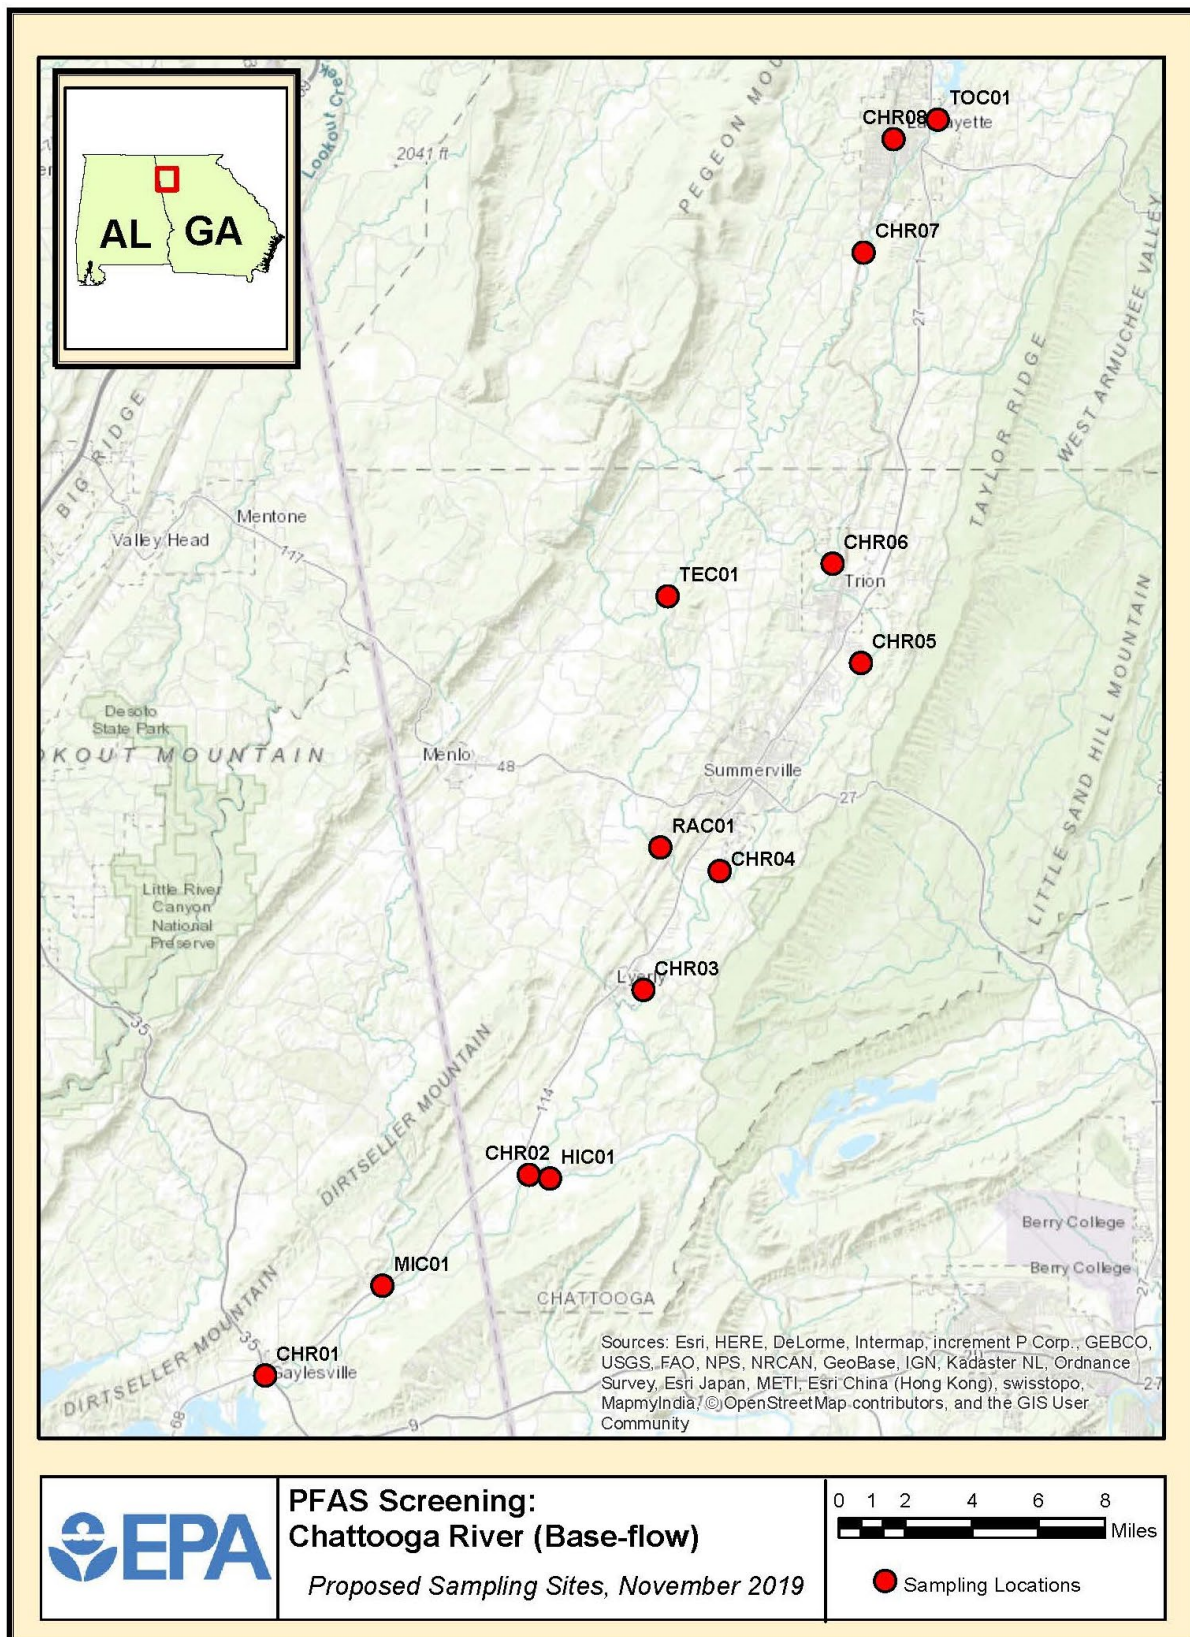 Lookout Creek
2041 ft
PEGEON MOU
TOC01
CHR08
Lafayette
AL
GA
CHR07
27
WEST ARMUCHEE VALLEY
TAYLOR RIDGE
BIG RIDGE
Mentone
Valley Head
117
CHR06
Trion
TEC01
CHR05
LITTLE SAND HILL MOUNTAIN
Desoto
State Park
OKOUT MOUNTAIN
Menlo
48
Summerville
27
RAC01
CHR04
Little River
Canyon
National
Preserve
CHR03
Lyerly
35
DIRTSELLER MOUNTAIN
114
CHR02
HIC01
Berry College
MIC01
Berry College
27
CHATTOOGA
DIRTSELLER MOUNTAIN
35
CHR01
Gaylesville
68
9
27
Sources: Esri, HERE, DeLorme, Intermap, increment P Corp., GEBCO,
USGS, FAO, NPS, NRCAN, GeoBase, IGN, Kadaster NL, Ordnance
Survey, Esri Japan, METI, Esri China (Hong Kong), swisstopo,
MapmyIndia, © OpenStreetMap contributors, and the GIS User
Community
EPA
PFAS Screening:
Chattooga River (Base-flow)
Proposed Sampling Sites, November 2019
0 1 2 4 6 8
Miles
Sampling Locations